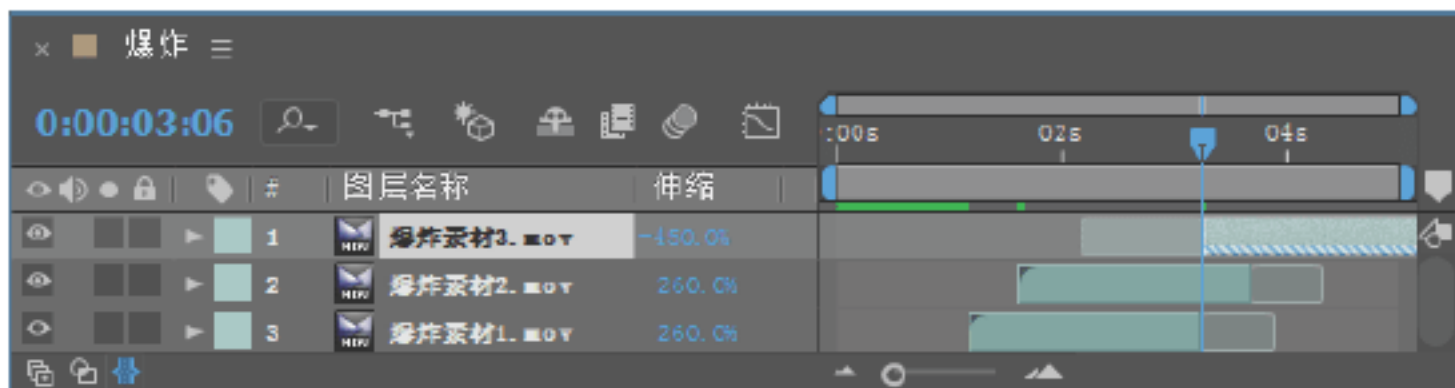 爆炸
0:00:03:06
:00s 02s 04s
# 图层名称 伸缩
1 爆炸素材3.mov -450.0%
2 爆炸素材2.mov 260.0%
3 爆炸素材1.mov 260.0%